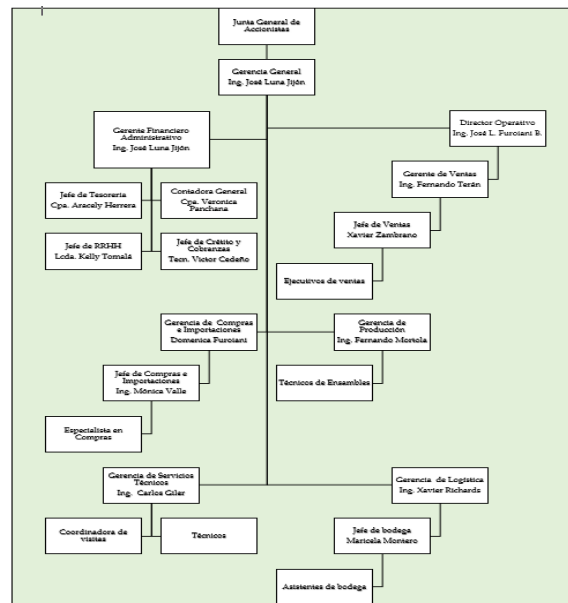 Junta General de
Accionistas
Gerencia General
Ing. José Luna Jijón
Gerente Financiero
Administrativo
Ing. José Luna Jijón
Director Operativo
Ing. José L. Furoiani B.
Gerente de Ventas
Ing. Fernando Terán
Jefe de Tesorería
Cpa. Aracely Herrera
Contadora General
Cpa. Veronica
Panchana
Jefe de Ventas
Xavier Zambrano
Jefe de RRHH
Lcda. Kelly Tomalá
Jefe de Crédito y
Cobranzas
Tecn. Victor Cedeño
Ejecutivos de ventas
Gerencia de Compras
e Importaciones
Domenica Furoiani
Gerencia de
Producción
Ing. Fernando Mortola
Jefe de Compras e
Importaciones
Ing. Mónica Valle
Técnicos de Ensambles
Especialista en
Compras
Gerencia de Servicios
Técnicos
Ing. Carlos Giler
Gerencia de Logística
Ing. Xavier Richards
Coordinadora de
visitas
Técnicos
Jefe de bodega
Maricela Montero
Asistentes de bodega